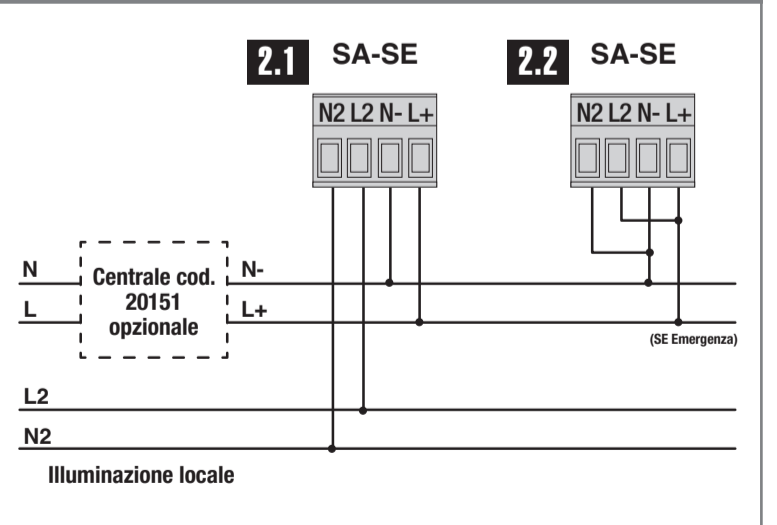 2.1 SA-SE
2.2 SA-SE
N2 L2 N- L+
N2 L2 N- L+
N
L
Centrale cod.
20151
opzionale
N-
L+
(SE Emergenza)
L2
N2
Illuminazione locale